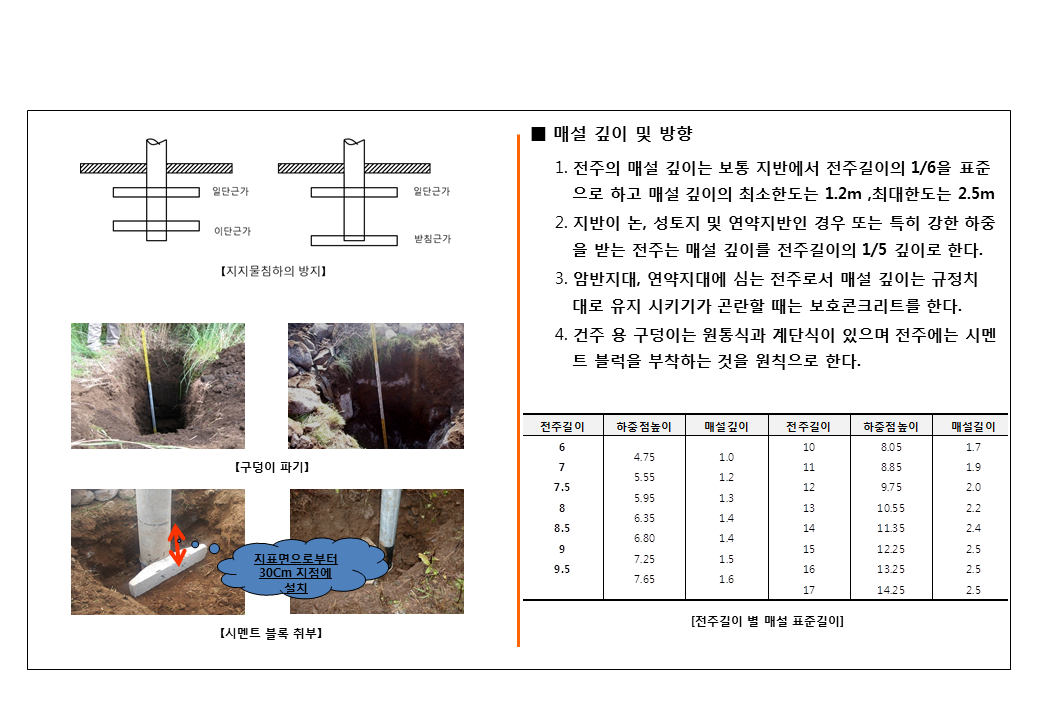 일단근가
일단근가
이단근가
받침근가
【지지물침하의 방지】
【구덩이 파기】
지표면으로부터
30Cm 지점에
설치
【시멘트 블록 취부】
■ 매설 깊이 및 방향
1. 전주의 매설 깊이는 보통 지반에서 전주길이의 1/6을 표준
으로 하고 매설 깊이의 최소한도는 1.2m ,최대한도는 2.5m
2. 지반이 논, 성토지 및 연약지반인 경우 또는 특히 강한 하중
을 받는 전주는 매설 깊이를 전주길이의 1/5 깊이로 한다.
3. 암반지대, 연약지대에 심는 전주로서 매설 깊이는 규정치
대로 유지 시키기가 곤란할 때는 보호콘크리트를 한다.
4. 건주 용 구덩이는 원통식과 계단식이 있으며 전주에는 시멘
트 블럭을 부착하는 것을 원칙으로 한다.
전주길이 하중점높이 매설깊이 전주길이 하중점높이 매설길이
6 4.75 1.0 10 8.05 1.7
7 5.55 1.2 11 8.85 1.9
7.5 5.95 1.3 12 9.75 2.0
8 6.35 1.4 13 10.55 2.2
8.5 6.80 1.4 14 11.35 2.4
9 7.25 1.5 15 12.25 2.5
9.5 7.65 1.6 16 13.25 2.5
17 14.25 2.5
[전주길이 별 매설 표준길이]